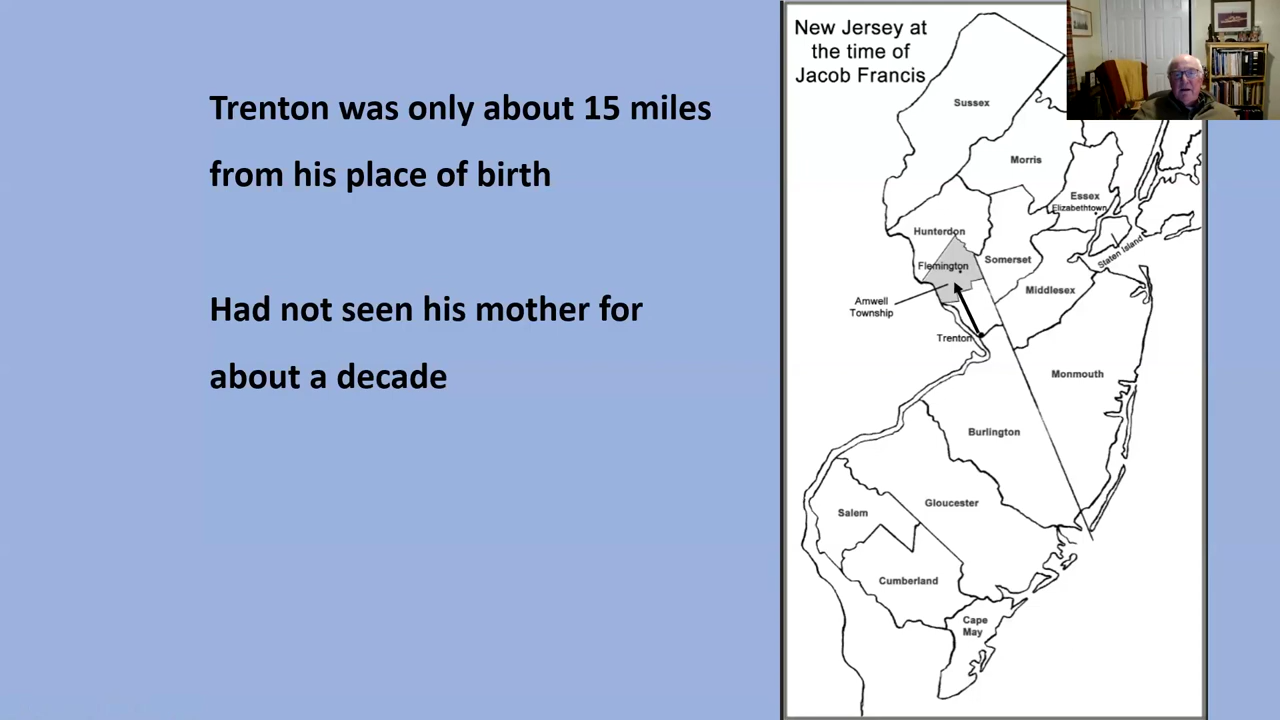 Trenton was only about 15 miles
from his place of birth
Had not seen his mother for
about a decade
New Jersey at
the time of
Jacob Francis
Sussex
Morris
Essex
Elizabethtown
Hunterdon
Staten Island
Somerset
Flemington
Middlesex
Amwell
Township
Trenton
Monmouth
Burlington
Gloucester
Salem
Cumberland
Cape
May